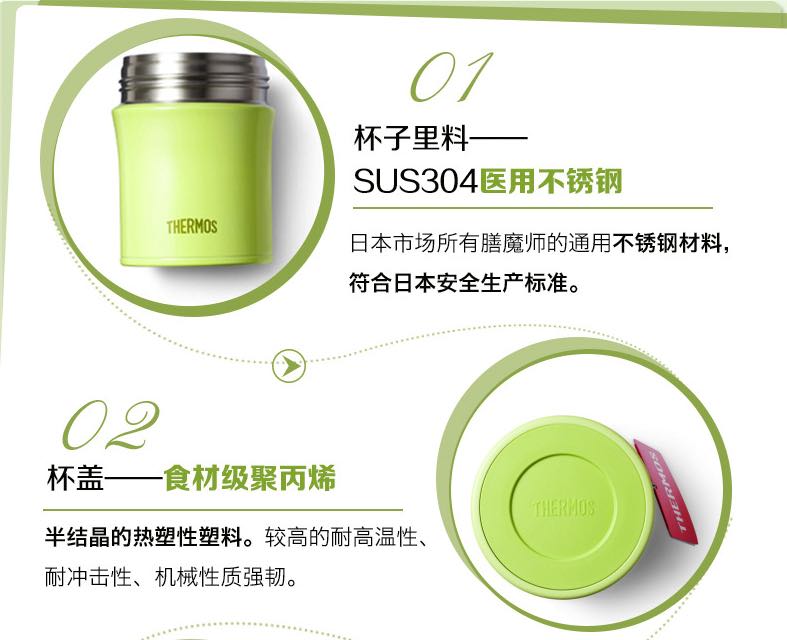 01
杯子里料——
SUS304医用不锈钢
THERMOS
日本市场所有膳魔师的通用不锈钢材料，
符合日本安全生产标准。
02
杯盖——食材级聚丙烯
半结晶的热塑性塑料。较高的耐高温性、
耐冲击性、机械性质强韧。
THERMOS
THERMOS